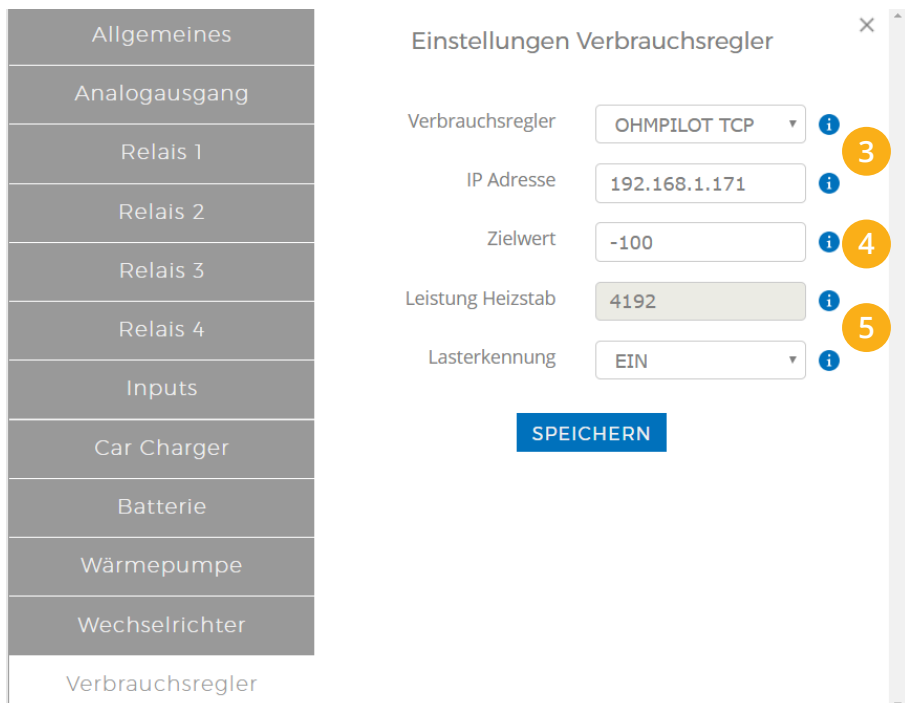 Allgemeines
Analogausgang
Relais 1
Relais 2
Relais 3
Relais 4
Inputs
Car Charger
Batterie
Wärmepumpe
Wechselrichter
Verbrauchsregler
Einstellungen Verbrauchsregler
×
Verbrauchsregler OHMPILOT TCP ▼ i
3
IP Adresse 192.168.1.171 i
Zielwert -100 i 4
Leistung Heizstab 4192 i
5
Lasterkennung EIN ▼ i
SPEICHERN